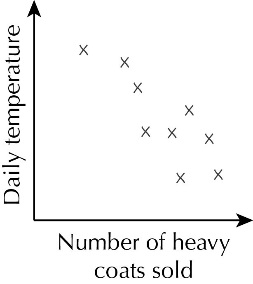 Daily temperature
Number of heavy
coats sold